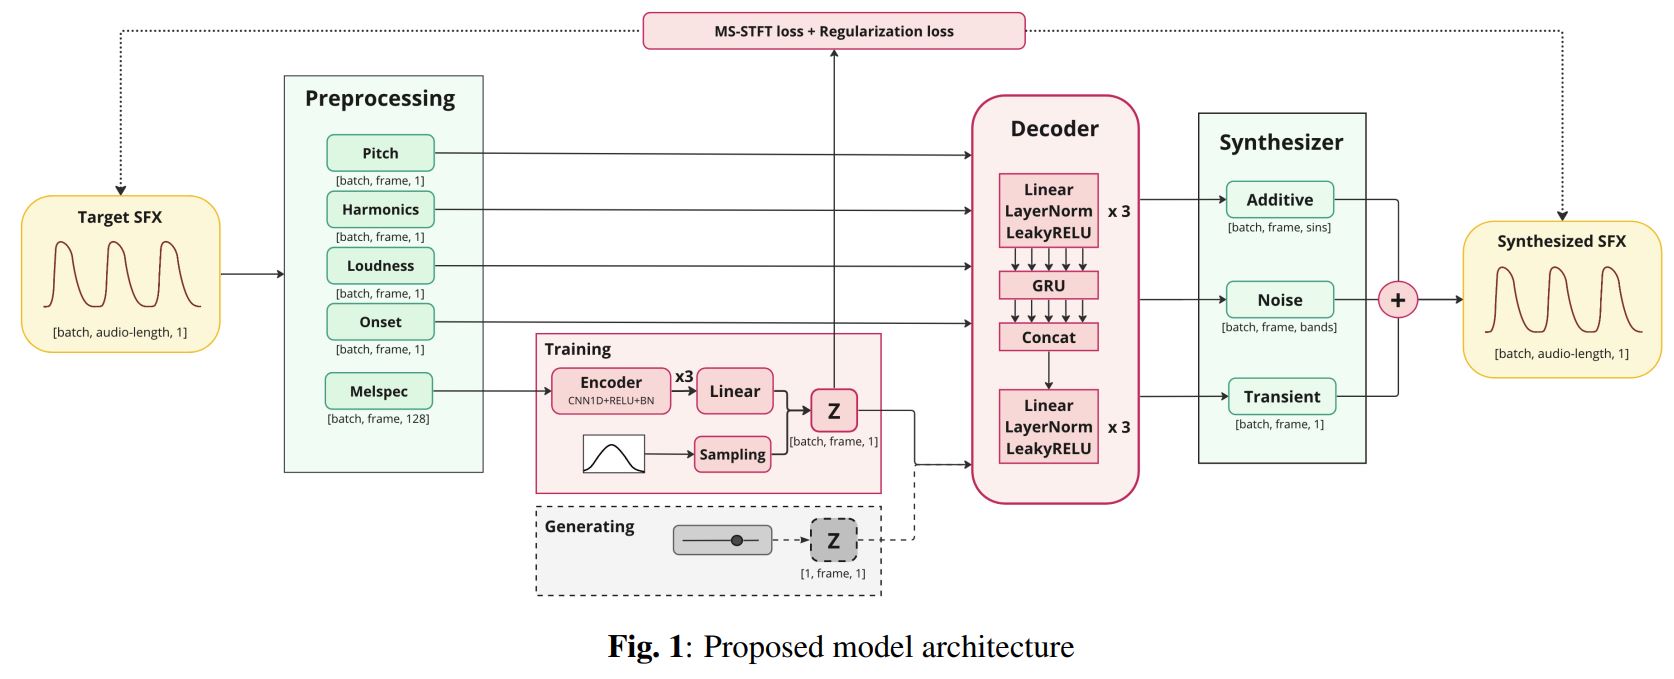 MS-STFT loss + Regularization loss
Preprocessing
Pitch
[batch, frame, 1]
Harmonics
[batch, frame, 1]
Loudness
[batch, frame, 1]
Onset
[batch, frame, 1]
Melspec
[batch, frame, 128]
Target SFX
[batch, audio-length, 1]
Training
Encoder
CNN1D+RELU+BN
x3
Linear
Sampling
Z
[batch, frame, 1]
Generating
Z
[1, frame, 1]
Decoder
Linear
LayerNorm
LeakyRELU
x 3
GRU
Concat
Linear
LayerNorm
LeakyRELU
x 3
Synthesizer
Additive
[batch, frame, sins]
Noise
[batch, frame, bands]
Transient
[batch, frame, 1]
+
Synthesized SFX
[batch, audio-length, 1]
Fig. 1: Proposed model architecture